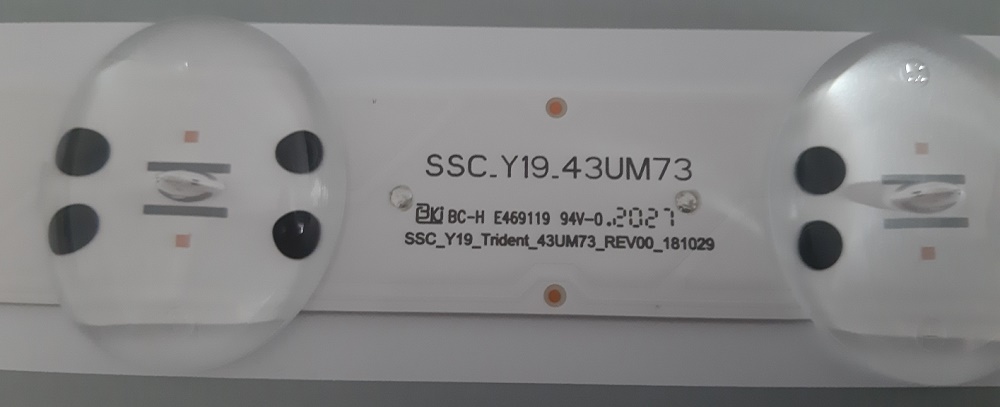 SSC_Y19_43UM73
BC-H E469119 94V-0 .2027
SSC_Y19_Trident_43UM73_REV00_181029